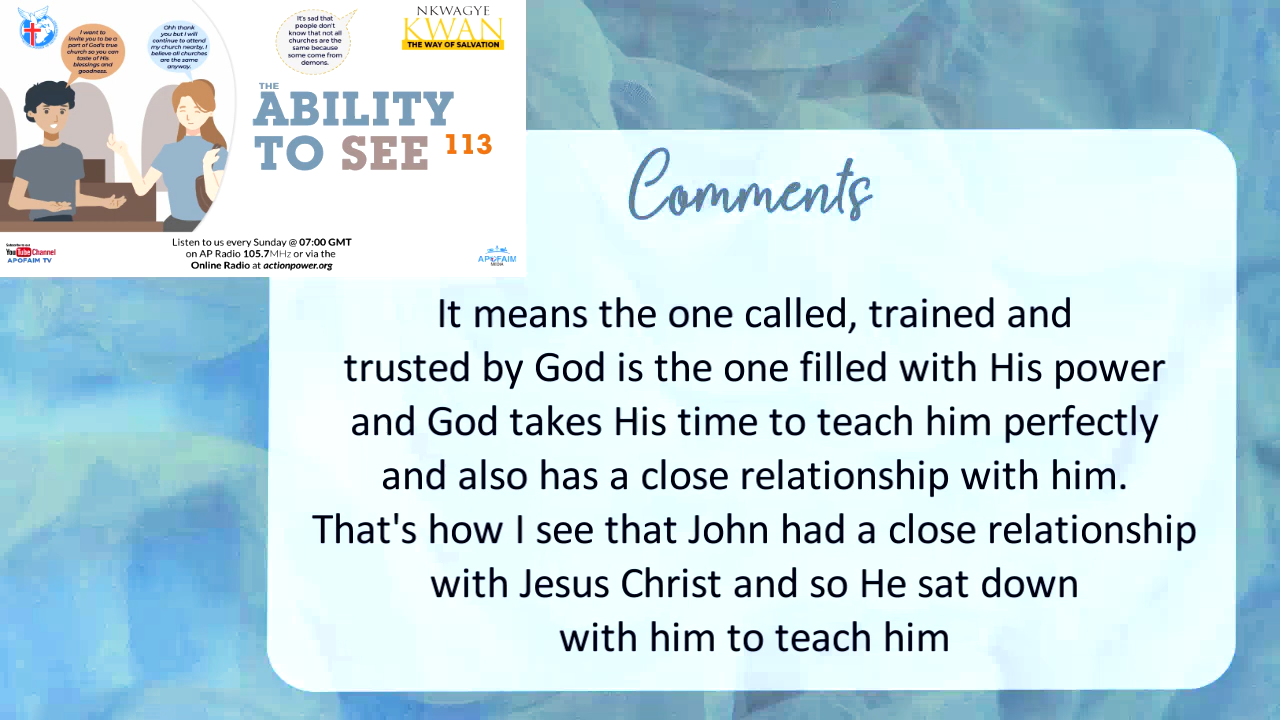 I want to
invite you to be a
part of God's true
church so you can
taste of His
blessings and
goodness.
Ohh thank
you but I will
continue to attend
my church nearby. I
believe all churches
are the same
anyway.
It's sad that
people don't
know that not all
churches are the
same because
some come from
demons.
NKWAGYE
KWAN
THE WAY OF SALVATION
THE
ABILITY
TO SEE 113
Listen to us every Sunday @ 07:00 GMT
on AP Radio 105.7MHz or via the
Online Radio at actionpower.org
Subscribe to our
YouTube Channel
APOFAIM TV
APOFAIM
MEDIA
Comments
It means the one called, trained and
trusted by God is the one filled with His power
and God takes His time to teach him perfectly
and also has a close relationship with him.
That's how I see that John had a close relationship
with Jesus Christ and so He sat down
with him to teach him